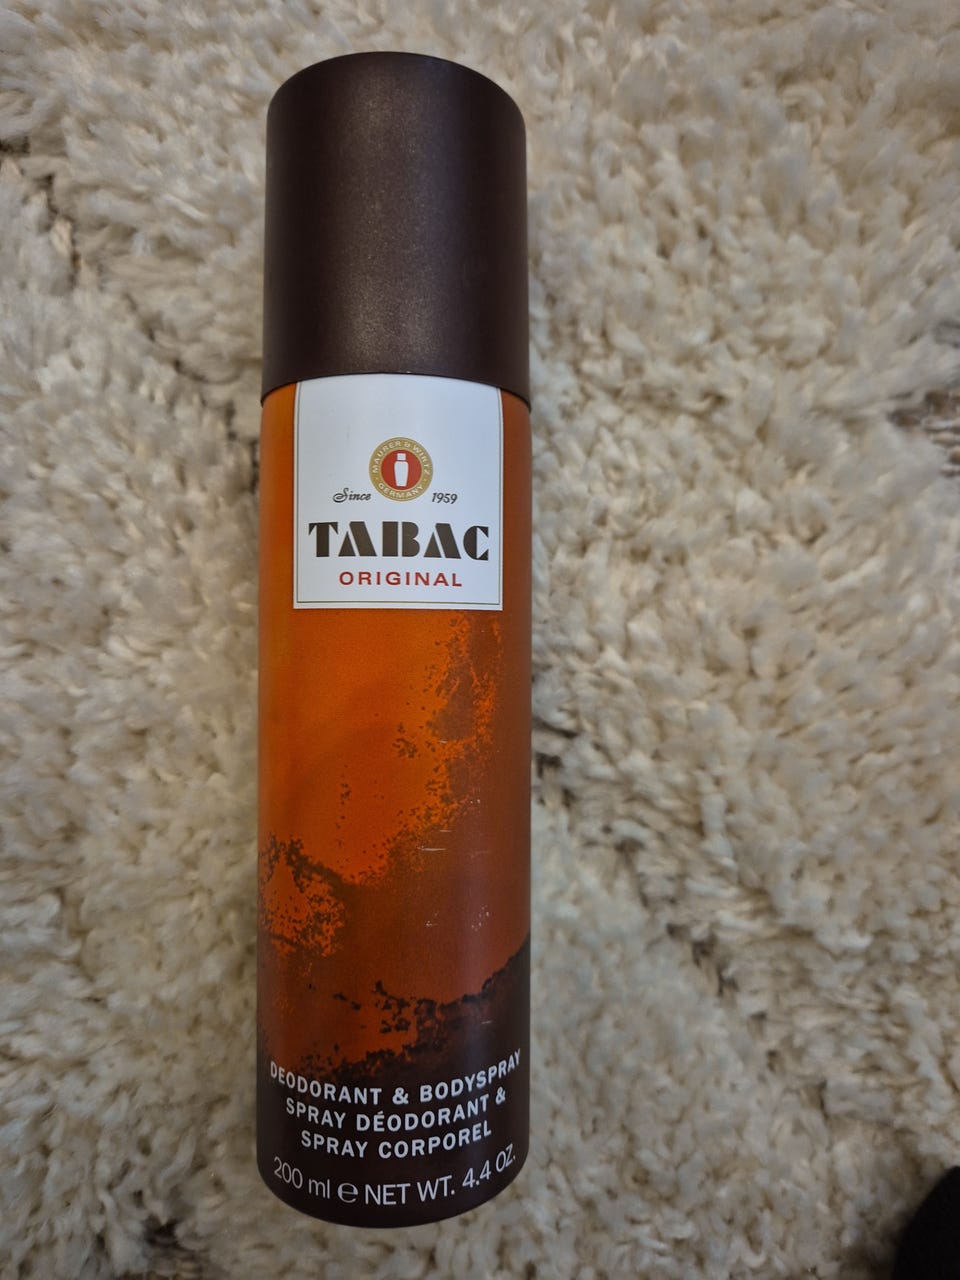 MAURER & WIRTZ
· GERMANY ·
Since 1959
TABAC
ORIGINAL
DEODORANT & BODYSPRAY
SPRAY DÉODORANT &
SPRAY CORPOREL
200 ml ℮ NET WT. 4.4 OZ.